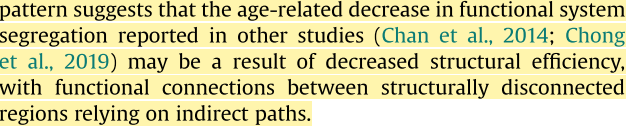 pattern suggests that the age-related decrease in functional system
segregation reported in other studies (Chan et al., 2014; Chong
et al., 2019) may be a result of decreased structural efficiency,
with functional connections between structurally disconnected
regions relying on indirect paths.